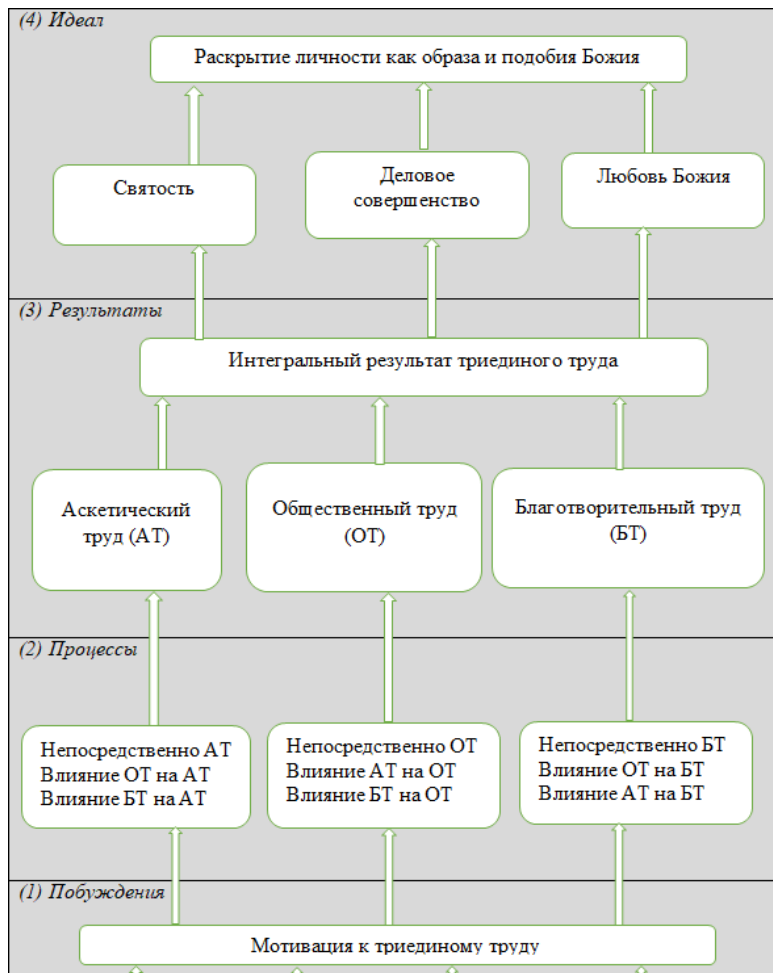 (4) Идеал
Раскрытие личности как образа и подобия Божия
Святость
Деловое
совершенство
Любовь Божия
(3) Результаты
Интегральный результат триединого труда
Аскетический
труд (АТ)
Общественный труд
(ОТ)
Благотворительный труд
(БТ)
(2) Процессы
Непосредственно АТ
Влияние ОТ на АТ
Влияние БТ на АТ
Непосредственно ОТ
Влияние АТ на ОТ
Влияние БТ на ОТ
Непосредственно БТ
Влияние ОТ на БТ
Влияние АТ на БТ
(1) Побуждения
Мотивация к триединому труду